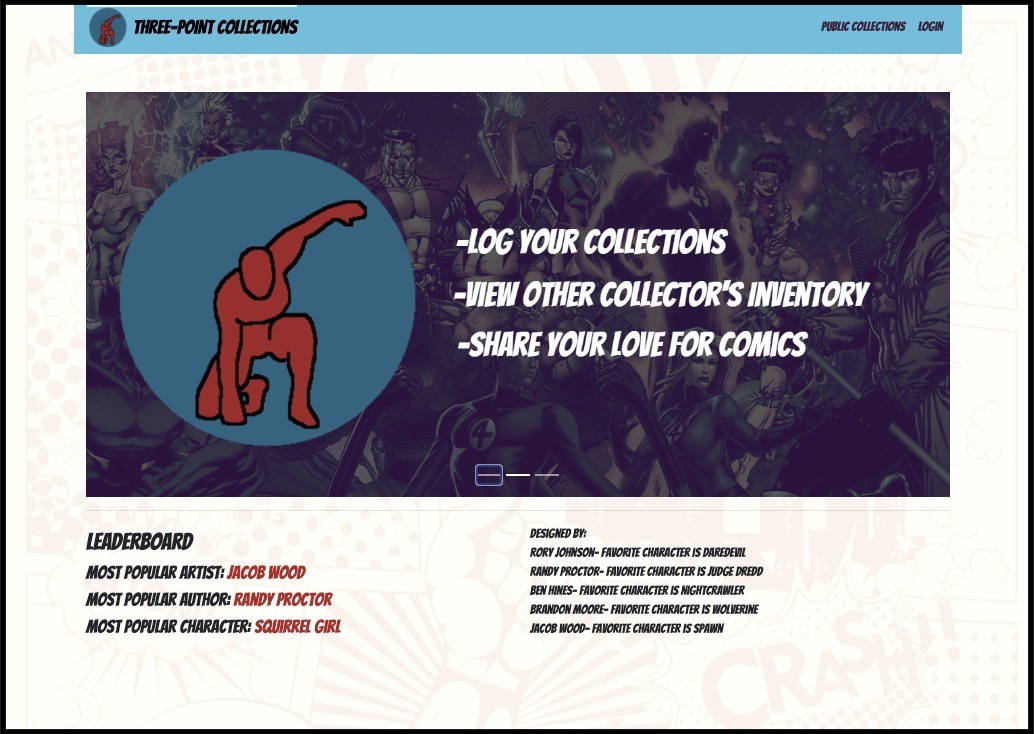 THREE-POINT COLLECTIONS
PUBLIC COLLECTIONS LOGIN
-LOG YOUR COLLECTIONS
-VIEW OTHER COLLECTOR'S INVENTORY
-SHARE YOUR LOVE FOR COMICS
4
LEADERBOARD
MOST POPULAR ARTIST: JACOB WOOD
MOST POPULAR AUTHOR: RANDY PROCTOR
MOST POPULAR CHARACTER: SQUIRREL GIRL
DESIGNED BY:
RORY JOHNSON- FAVORITE CHARACTER IS DAREDEVIL
RANDY PROCTOR- FAVORITE CHARACTER IS JUDGE DREDD
BEN HINES- FAVORITE CHARACTER IS NIGHTCRAWLER
BRANDON MOORE- FAVORITE CHARACTER IS WOLVERINE
JACOB WOOD- FAVORITE CHARACTER IS SPAWN
CRASH!!